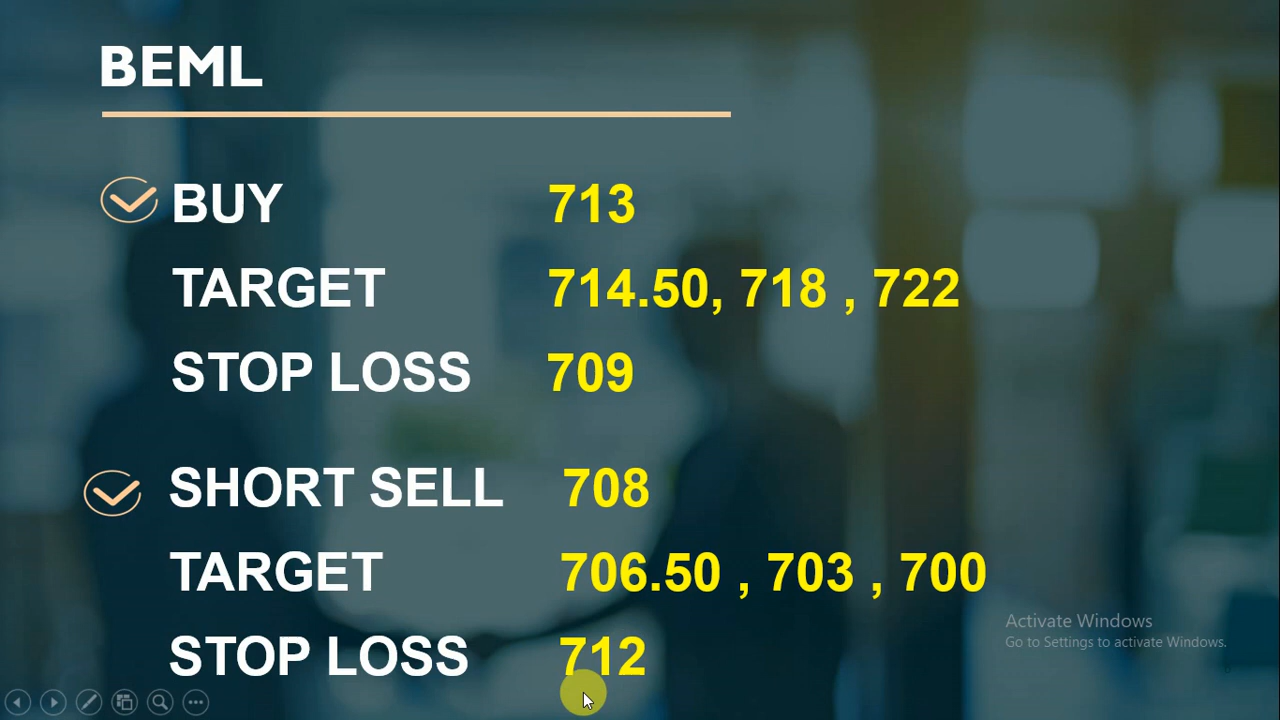 BEML
BUY 713
TARGET 714.50, 718 , 722
STOP LOSS 709
SHORT SELL 708
TARGET 706.50 , 703 , 700
STOP LOSS 712
Activate Windows
Go to Settings to activate Windows.